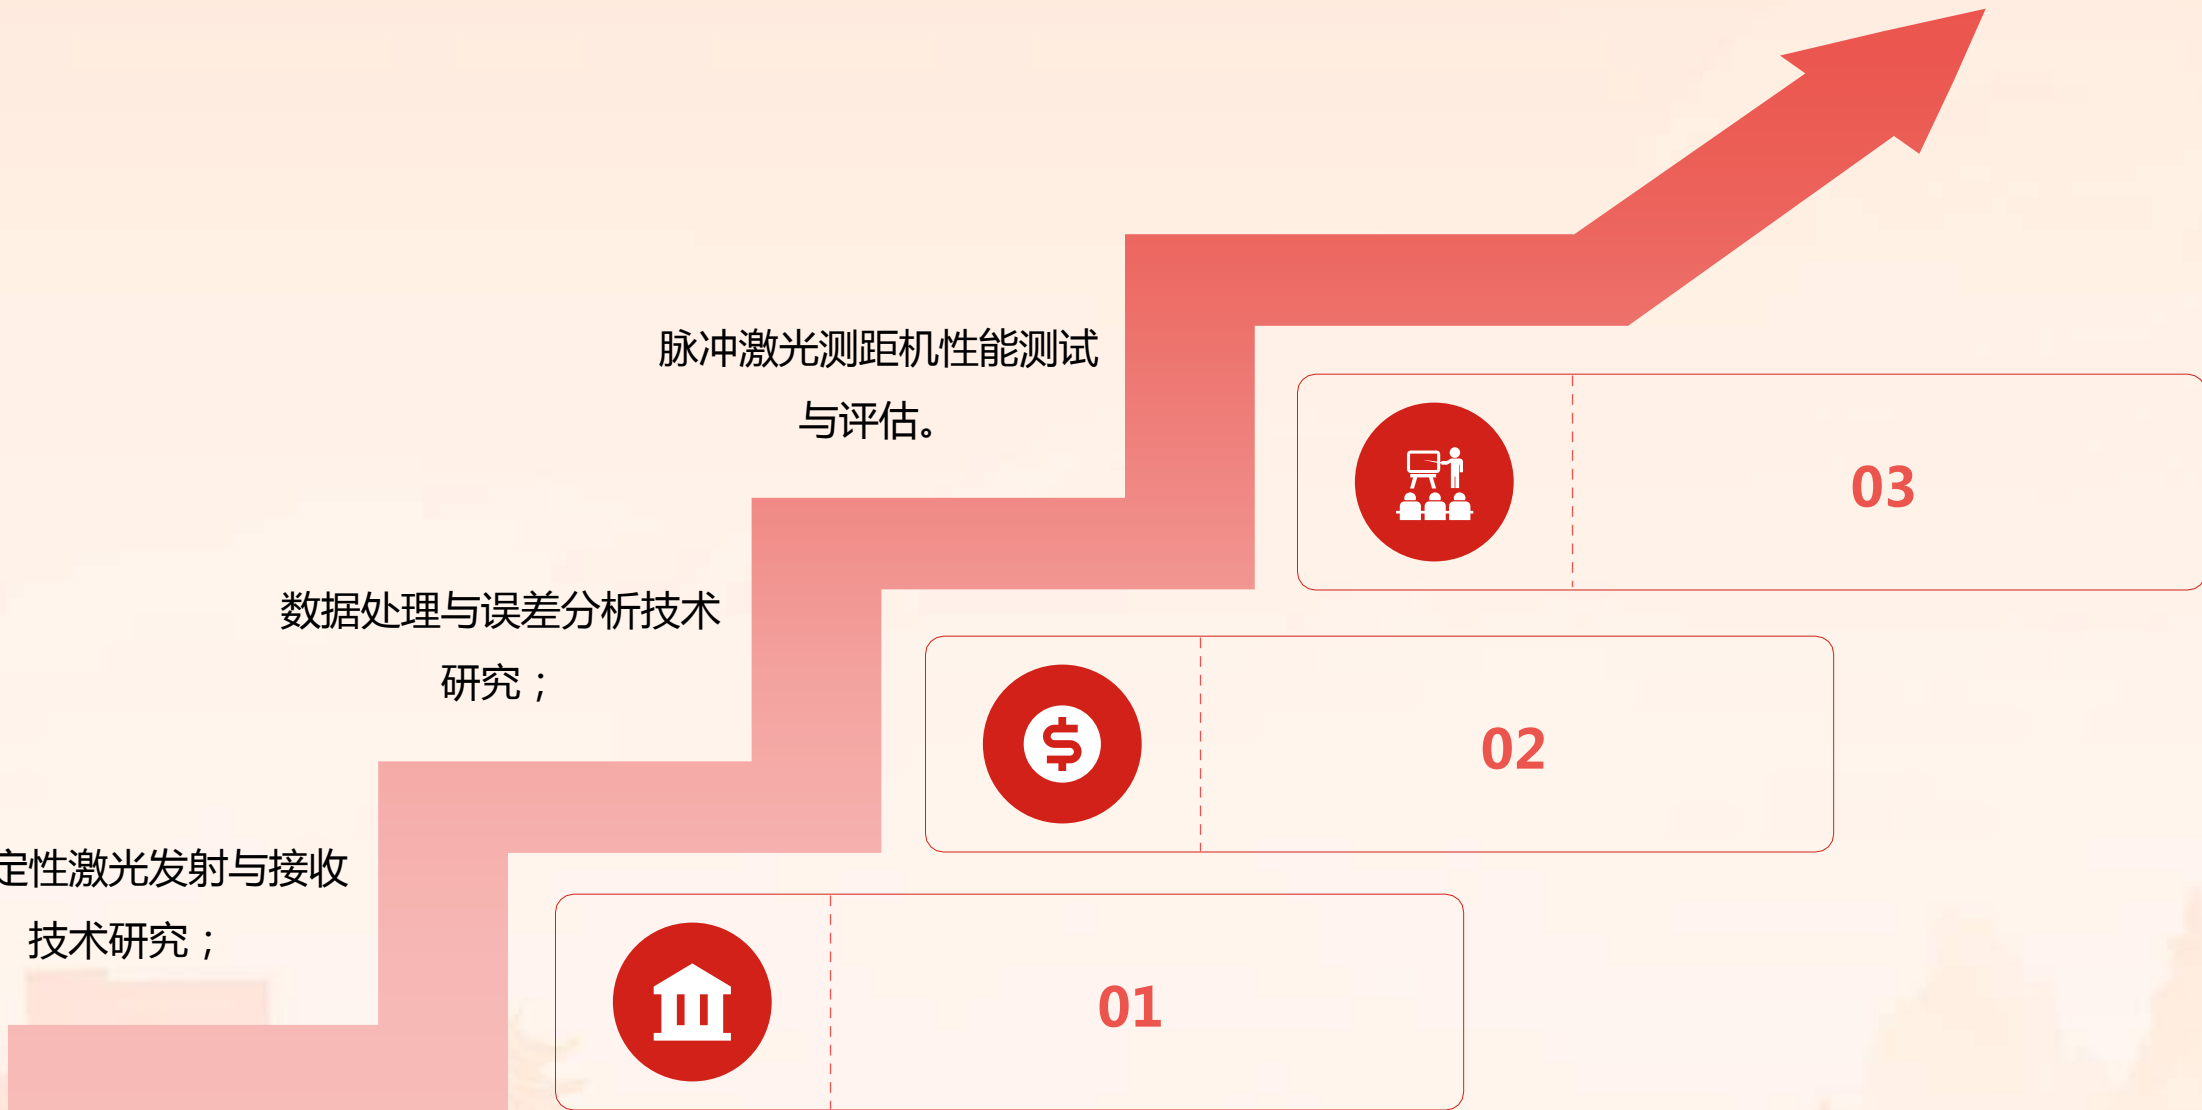 脉冲激光测距机性能测试
与评估。
03
数据处理与误差分析技术
研究；
02
定性激光发射与接收
技术研究；
01